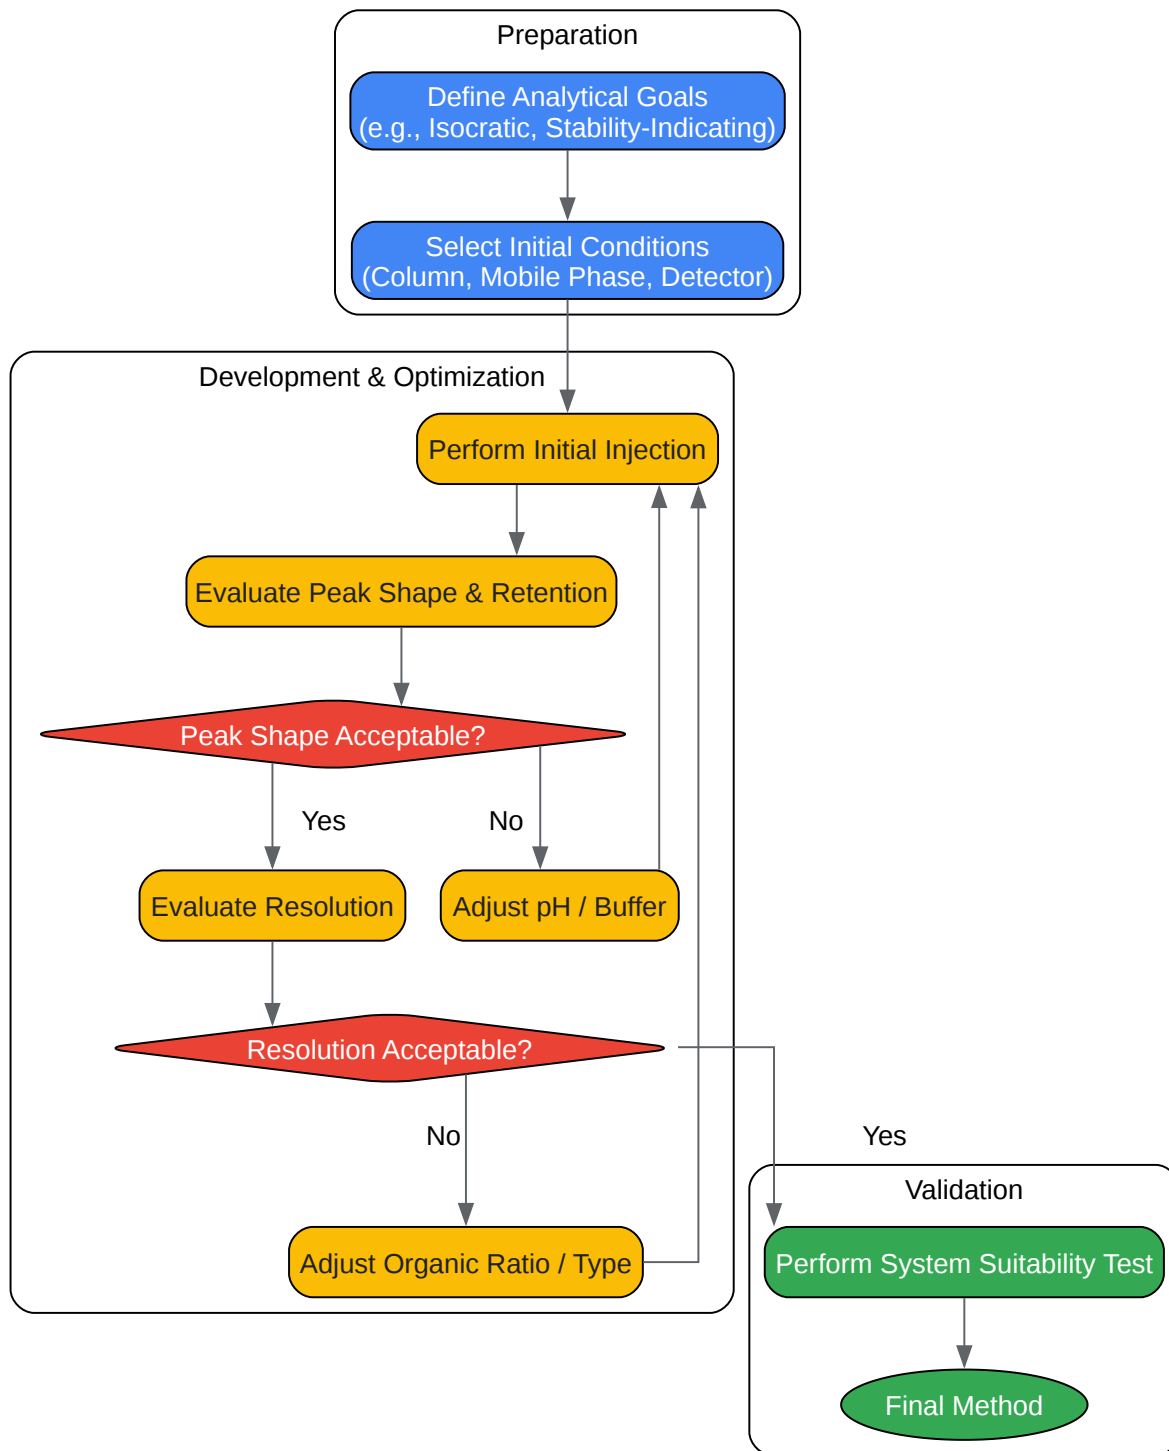 Preparation
Define Analytical Goals
(e.g., Isocratic, Stability-Indicating)
Select Initial Conditions
(Column, Mobile Phase, Detector)
Development & Optimization
Perform Initial Injection
Evaluate Peak Shape & Retention
Peak Shape Acceptable?
Yes
No
Evaluate Resolution
Adjust pH / Buffer
Resolution Acceptable?
No
Yes
Validation
Adjust Organic Ratio / Type
Perform System Suitability Test
Final Method